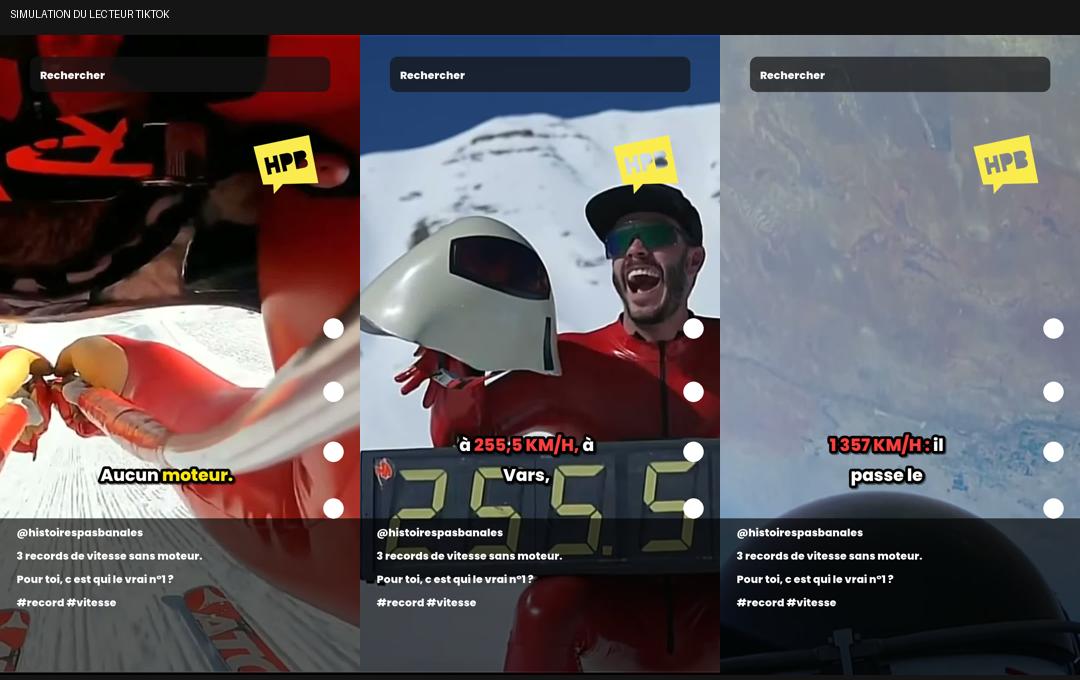 SIMULATION DU LECTEUR TIKTOK
Rechercher
HPB
Aucun moteur.
@histoirespasbanales
3 records de vitesse sans moteur.
Pour toi, c est qui le vrai n°1 ?
#record #vitesse
Rechercher
HPB
à 255,5 KM/H, à
Vars,
255.5
@histoirespasbanales
3 records de vitesse sans moteur.
Pour toi, c est qui le vrai n°1 ?
#record #vitesse
Rechercher
HPB
1 357 KM/H : il
passe le
@histoirespasbanales
3 records de vitesse sans moteur.
Pour toi, c est qui le vrai n°1 ?
#record #vitesse